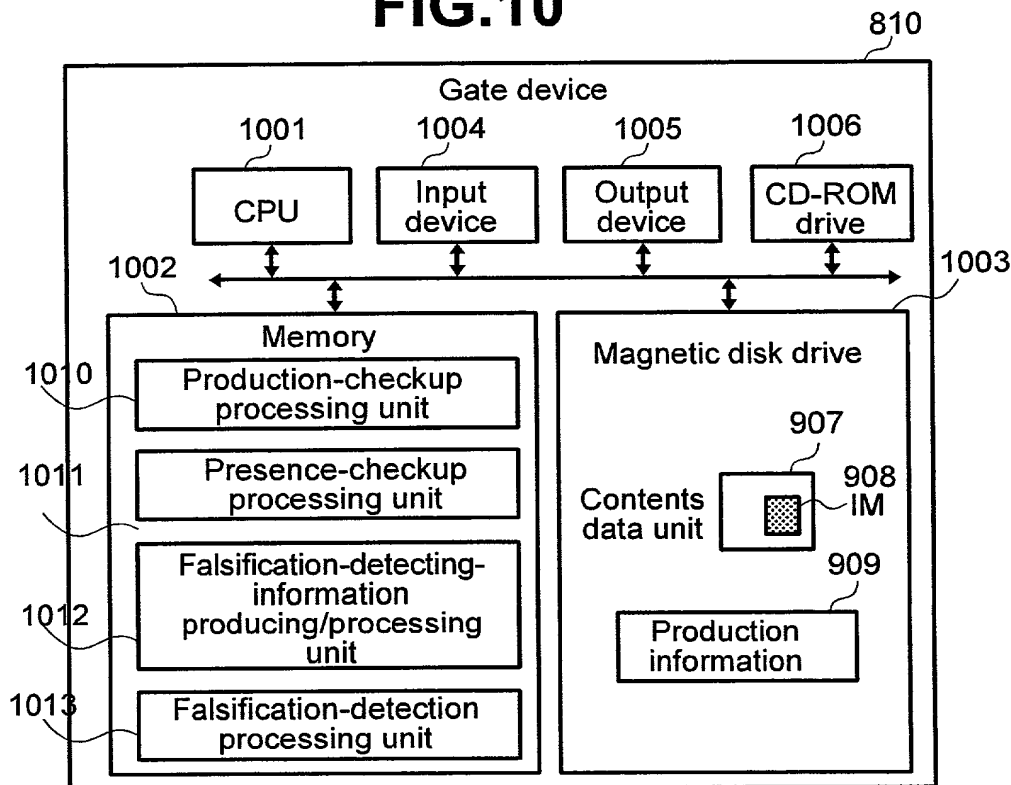 FIG.10
810
Gate device
1001
1004
1005
1006
CPU
Input
device
Output
device
CD-ROM
drive
1002
1003
Memory
1010
Production-checkup
processing unit
1011
Presence-checkup
processing unit
1012
Falsification-detecting-
information
producing/processing
unit
1013
Falsification-detection
processing unit
Magnetic disk drive
907
908
IM
Contents
data unit
909
Production
information